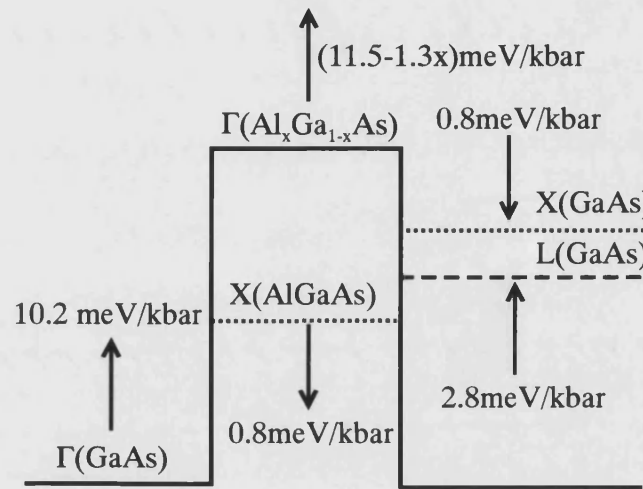 (11.5-1.3x)meV/kbar
Γ(AlₓGa₁₋ₓAs)
0.8meV/kbar
X(GaAs)
L(GaAs)
X(AlGaAs)
10.2 meV/kbar
0.8meV/kbar
2.8meV/kbar
Γ(GaAs)